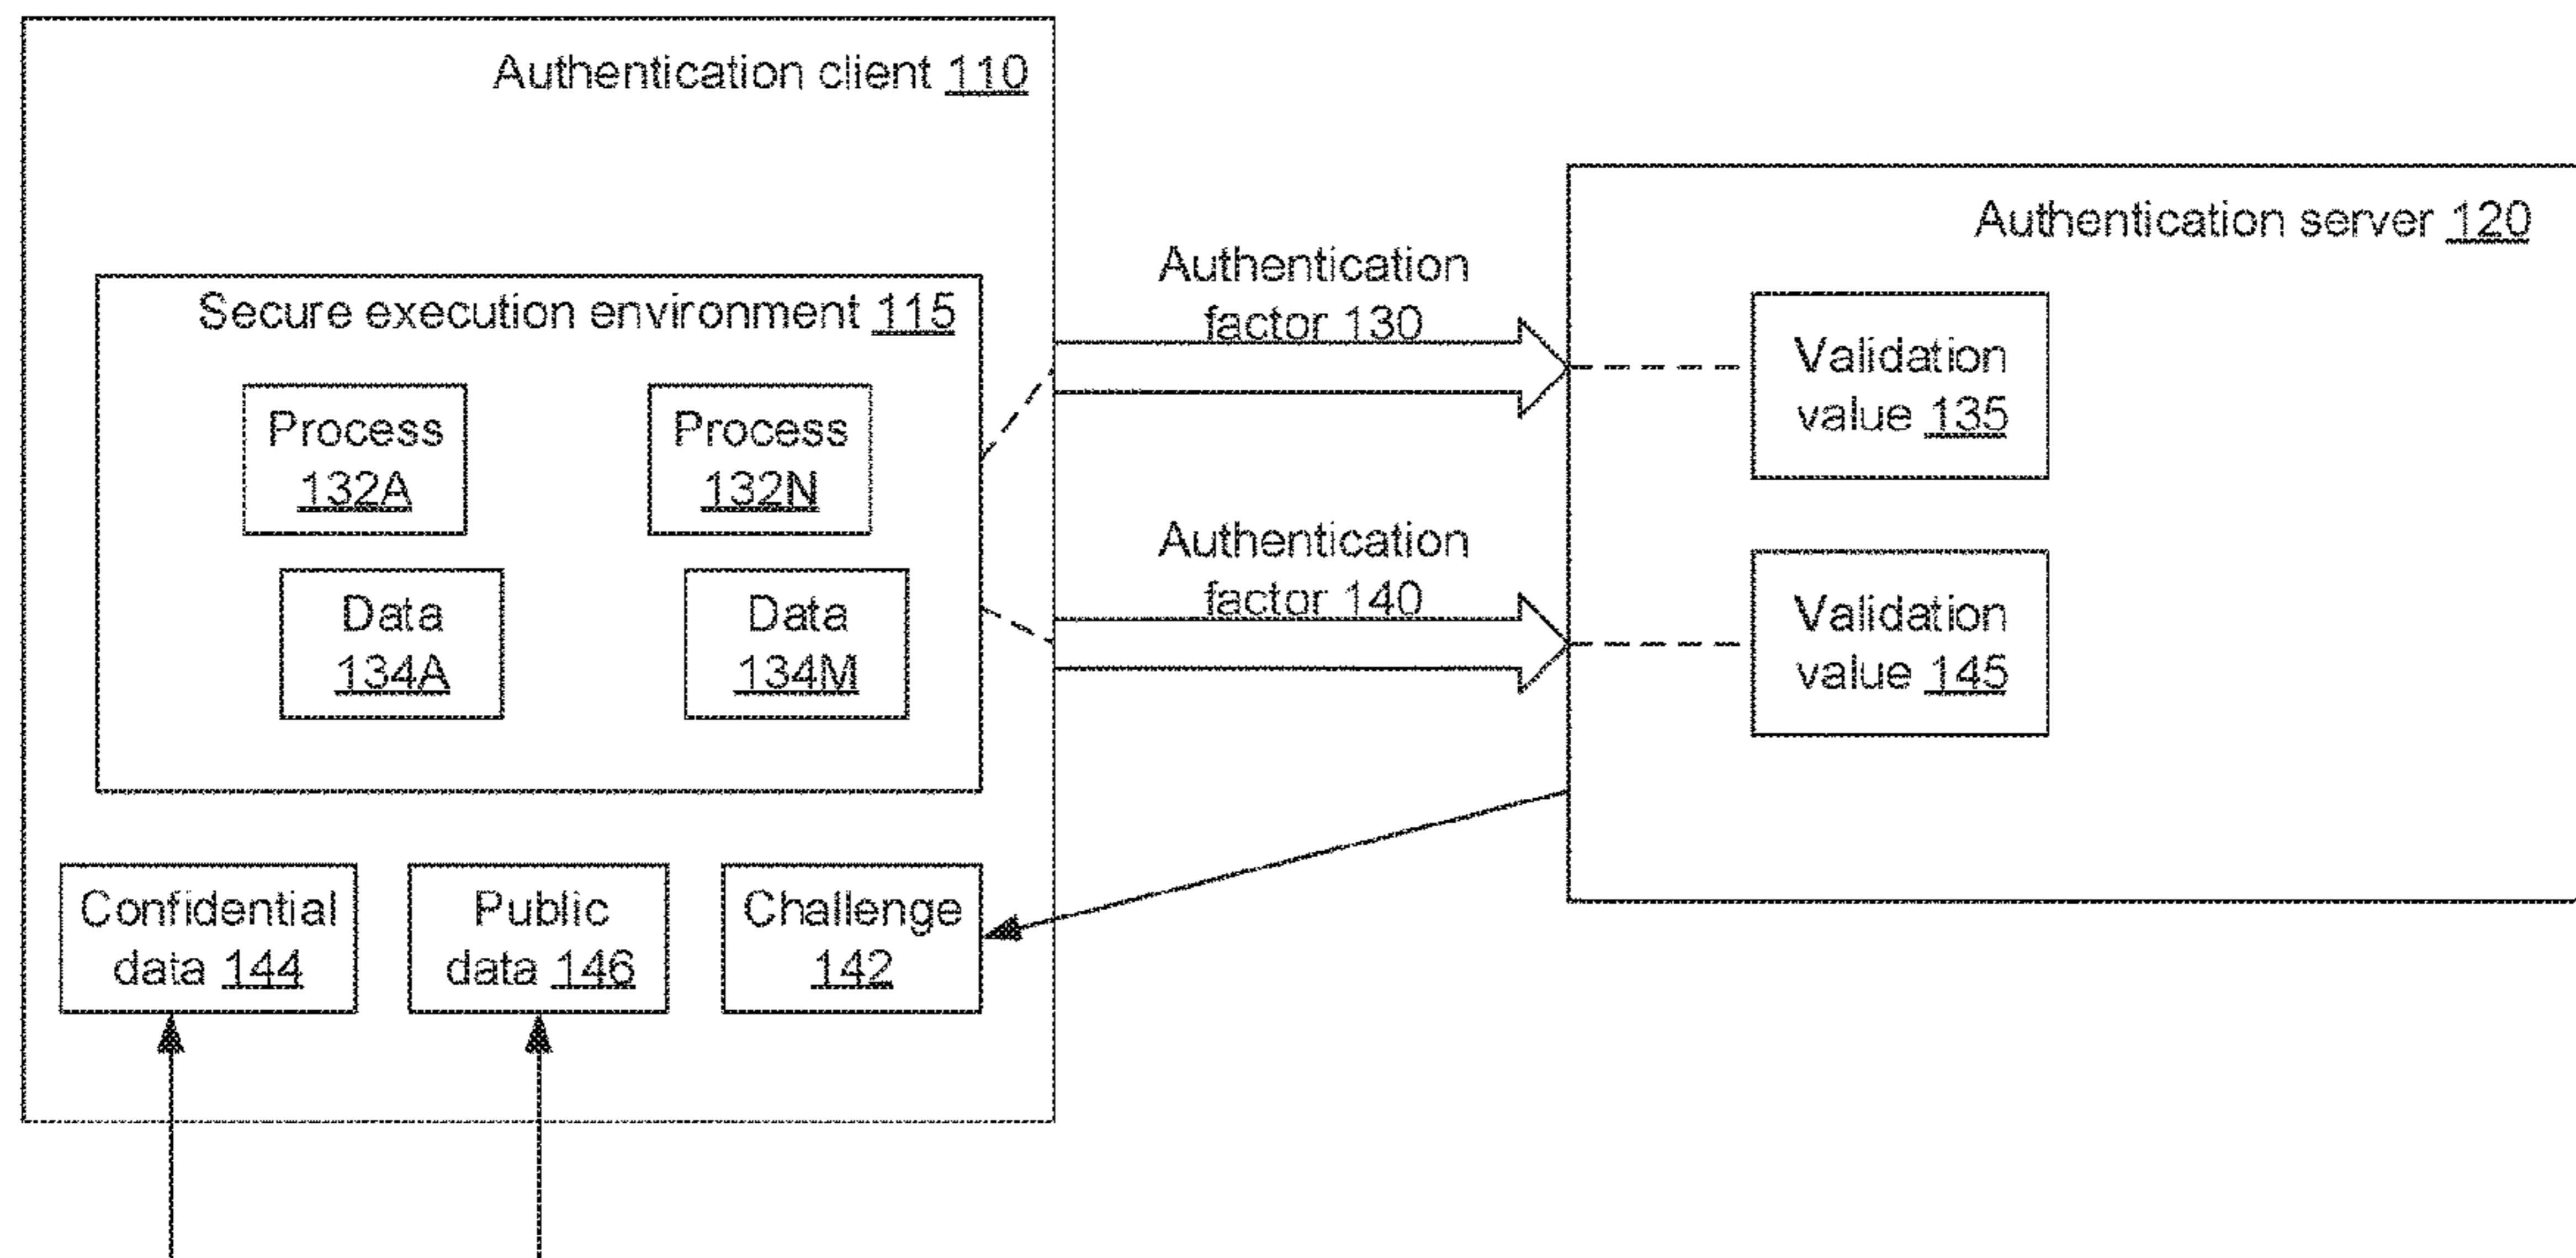 Authentication client 110
Secure execution environment 115
Process
132A
Process
132N
Data
134A
Data
134M
Confidential
data 144
Public
data 146
Challenge
142
Authentication
factor 130
Authentication
factor 140
Authentication server 120
Validation
value 135
Validation
value 145